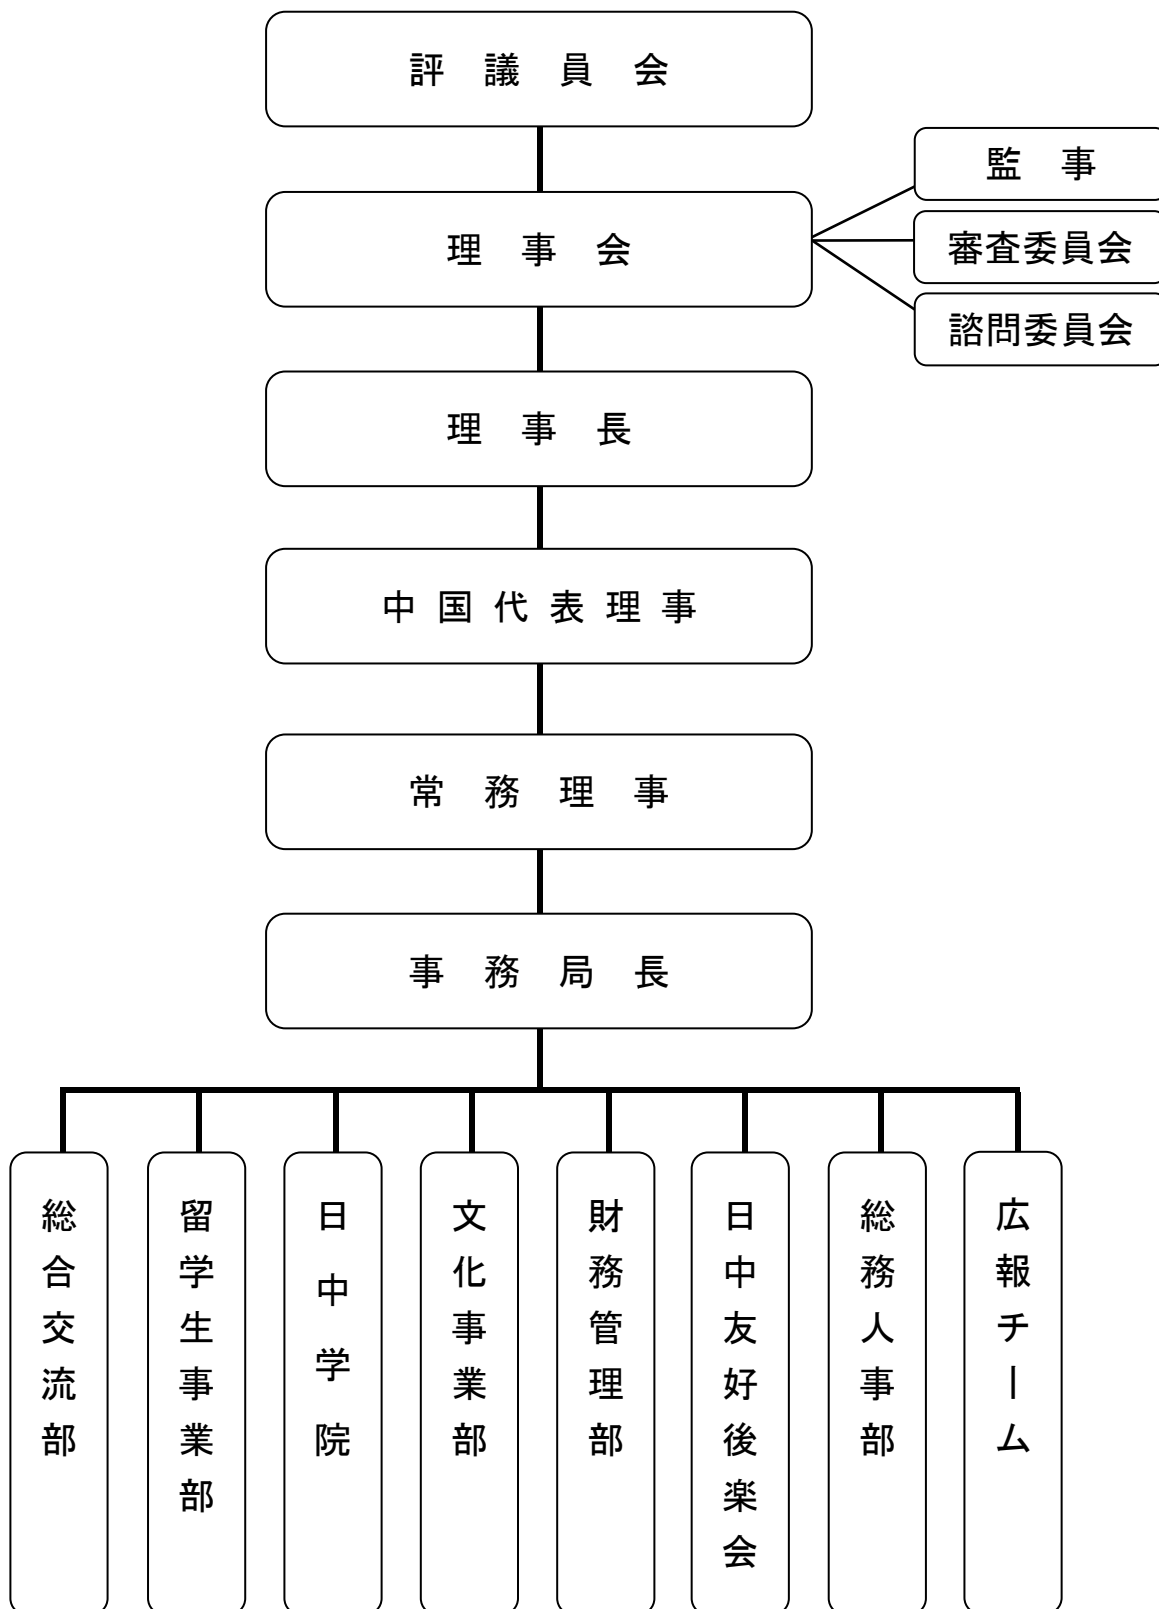 評議員会
監事
理事会
審査委員会
諮問委員会
理事長
中国代表理事
常務理事
事務局長
総合交流部
留学生事業部
日中学院
文化事業部
財務管理部
日中友好後楽会
総務人事部
広報チーム